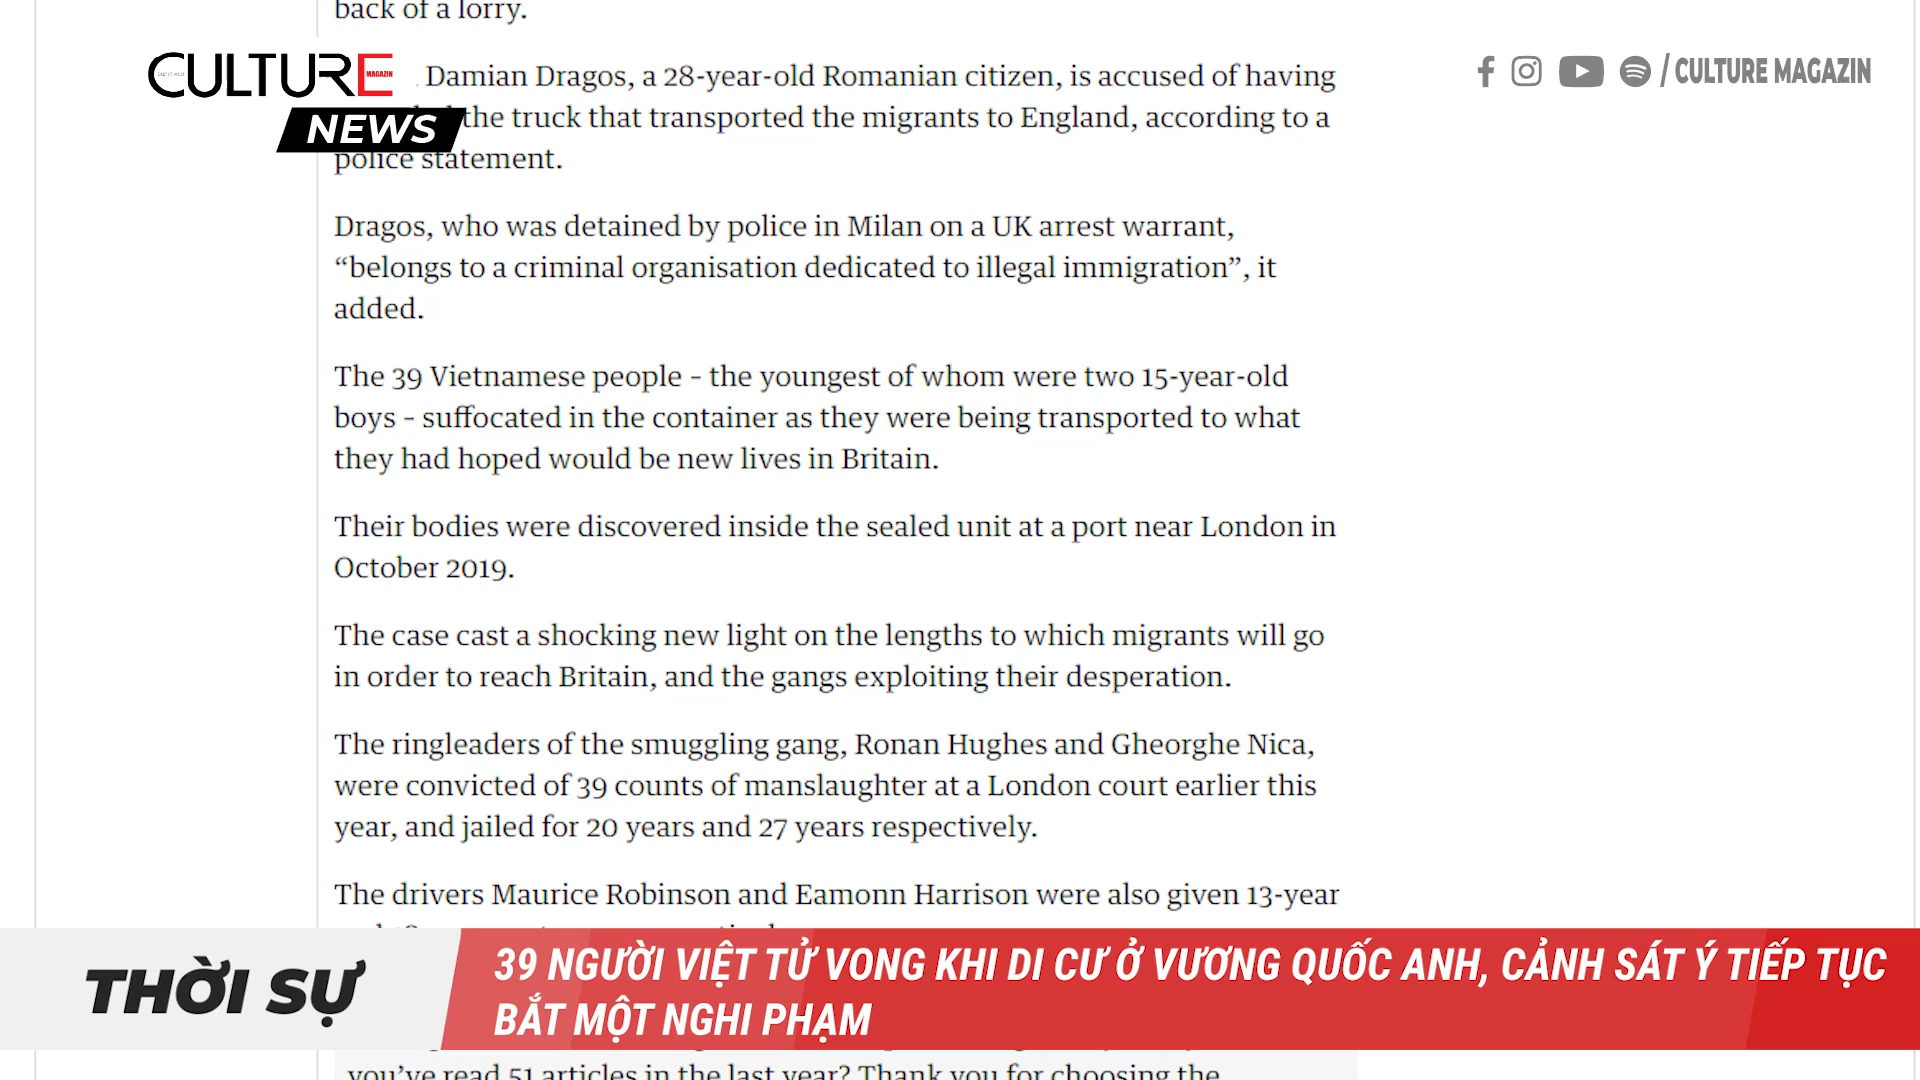 back of a lorry.
CULTURE
MAGAZIN
NEWS
/ CULTURE MAGAZIN
Damian Dragos, a 28-year-old Romanian citizen, is accused of having
the truck that transported the migrants to England, according to a
police statement.
Dragos, who was detained by police in Milan on a UK arrest warrant,
“belongs to a criminal organisation dedicated to illegal immigration”, it
added.
The 39 Vietnamese people – the youngest of whom were two 15-year-old
boys – suffocated in the container as they were being transported to what
they had hoped would be new lives in Britain.
Their bodies were discovered inside the sealed unit at a port near London in
October 2019.
The case cast a shocking new light on the lengths to which migrants will go
in order to reach Britain, and the gangs exploiting their desperation.
The ringleaders of the smuggling gang, Ronan Hughes and Gheorghe Nica,
were convicted of 39 counts of manslaughter at a London court earlier this
year, and jailed for 20 years and 27 years respectively.
The drivers Maurice Robinson and Eamonn Harrison were also given 13-year
THỜI SỰ
39 NGƯỜI VIỆT TỬ VONG KHI DI CƯ Ở VƯƠNG QUỐC ANH, CẢNH SÁT Ý TIẾP TỤC
BẮT MỘT NGHI PHẠM
you’ve read 51 articles in the last year? Thank you for choosing the